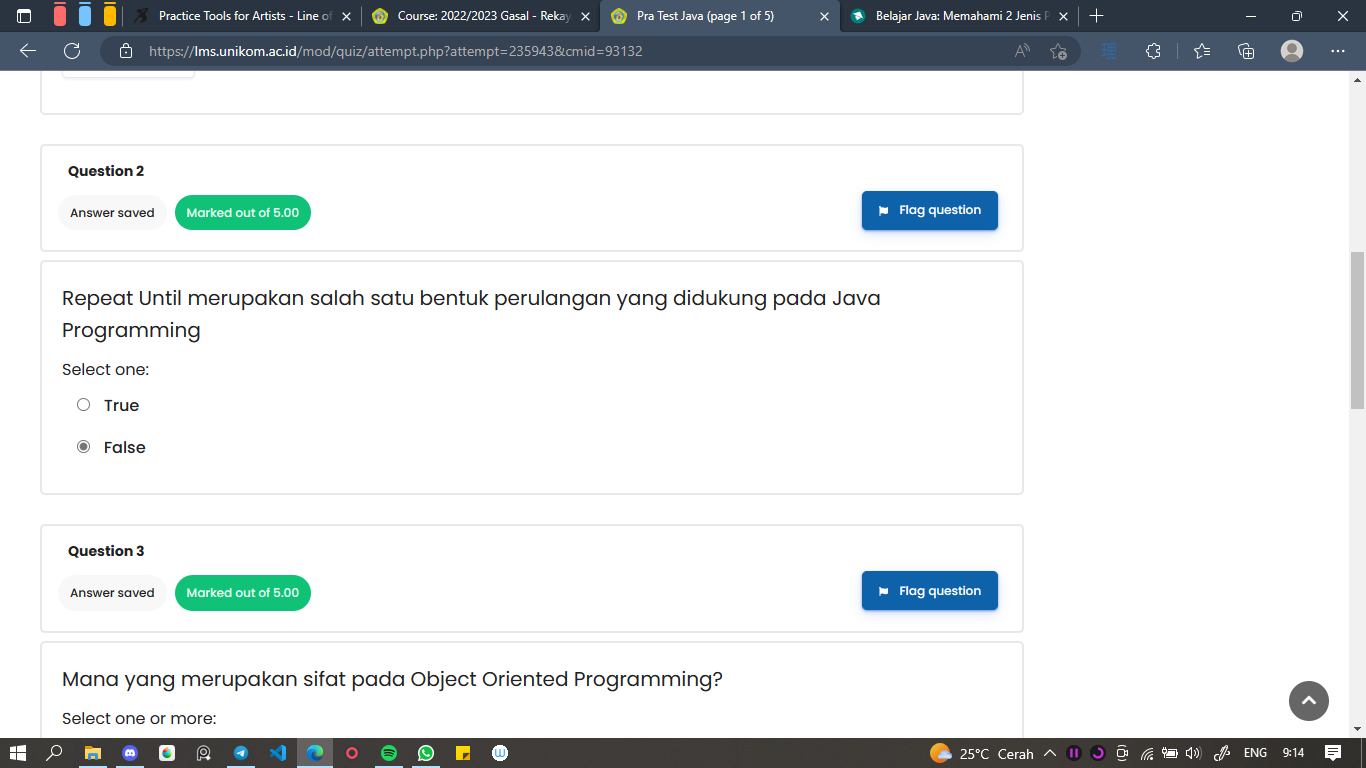 Practice Tools for Artists - Line of
Course: 2022/2023 Gasal - Rekay
Pra Test Java (page 1 of 5)
Belajar Java: Memahami 2 Jenis P
https://lms.unikom.ac.id/mod/quiz/attempt.php?attempt=235943&cmid=93132
Question 2
Answer saved
Marked out of 5.00
Flag question
Repeat Until merupakan salah satu bentuk perulangan yang didukung pada Java
Programming
Select one:
True
False
Question 3
Answer saved
Marked out of 5.00
Flag question
Mana yang merupakan sifat pada Object Oriented Programming?
Select one or more:
25°C Cerah
ENG
9:14